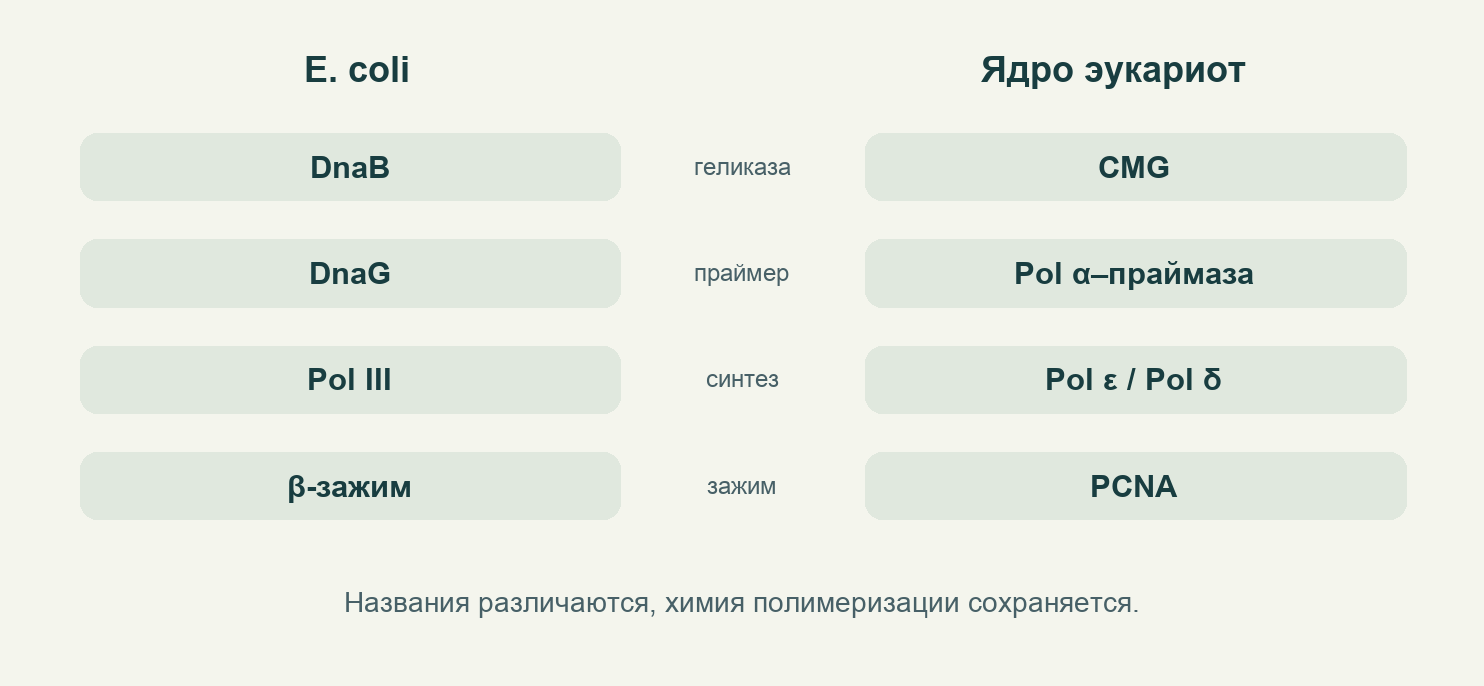 E. coli
Ядро эукариот
DnaB
геликаза
CMG
DnaG
праймер
Pol α–праймаза
Pol III
синтез
Pol ε / Pol δ
β-зажим
зажим
PCNA
Названия различаются, химия полимеризации сохраняется.